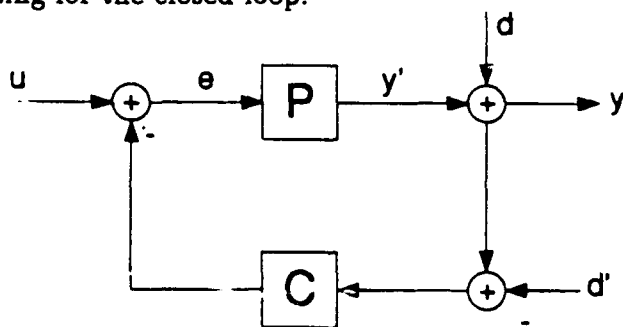 ing for the closed loop.
d
u
+
e
P
y'
+
y
-
C
+
d'
-